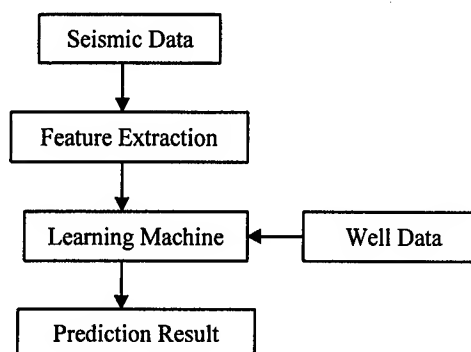 Seismic Data
Feature Extraction
Learning Machine
Well Data
Prediction Result